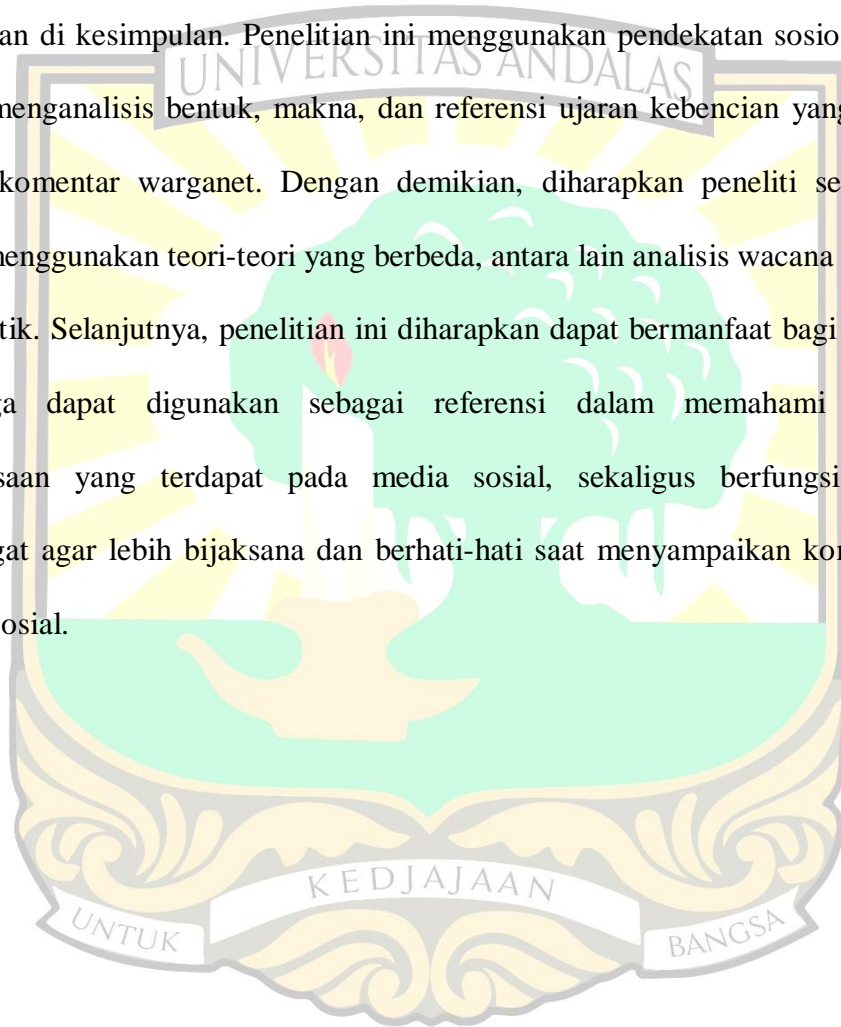 an di kesimpulan. Penelitian ini menggunakan pendekatan sosio
UNIVERSITAS ANDALAS
menganalisis bentuk, makna, dan referensi ujaran kebencian yang
komentar warganet. Dengan demikian, diharapkan peneliti se
menggunakan teori-teori yang berbeda, antara lain analisis wacana
tik. Selanjutnya, penelitian ini diharapkan dapat bermanfaat bagi
ga dapat digunakan sebagai referensi dalam memahami
saan yang terdapat pada media sosial, sekaligus berfungsi
gat agar lebih bijaksana dan berhati-hati saat menyampaikan kor
osial.
UNTUK KEDJAJAAN BANGSA